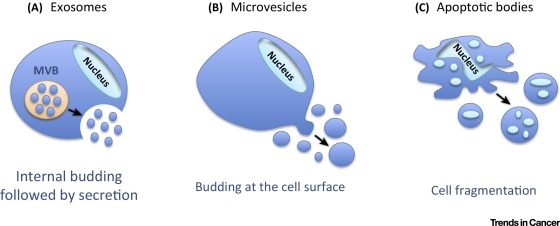 (A) Exosomes
(B) Microvesicles
(C) Apoptotic bodies
MVB
Nucleus
Nucleus
Nucleus
Internal budding
followed by secretion
Budding at the cell surface
Cell fragmentation
Trends in Cancer